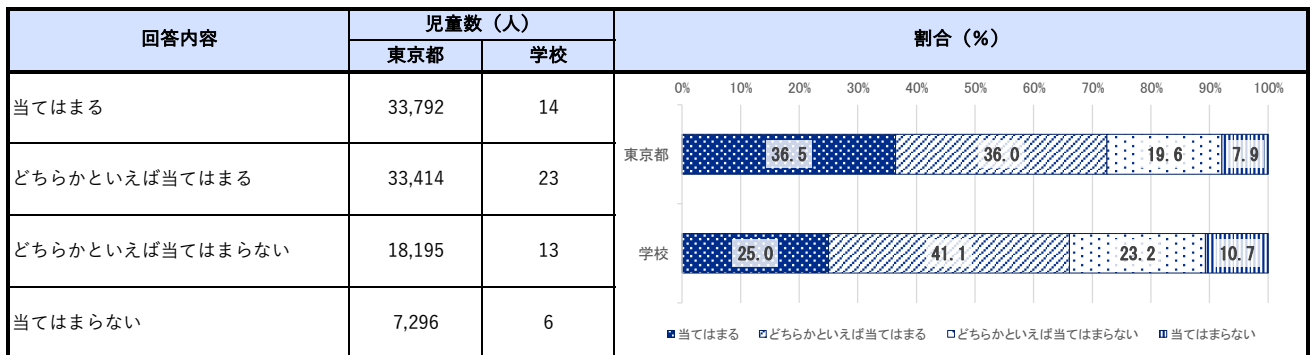 回答内容
児童数（人）
割合（％）
東京都 学校
当てはまる 33,792 14
どちらかといえば当てはまる 33,414 23
どちらかといえば当てはまらない 18,195 13
当てはまらない 7,296 6
0% 10% 20% 30% 40% 50% 60% 70% 80% 90% 100%
東京都 36.5 36.0 19.6 7.9
学校 25.0 41.1 23.2 10.7
当てはまる どちらかといえば当てはまる どちらかといえば当てはまらない 当てはまらない